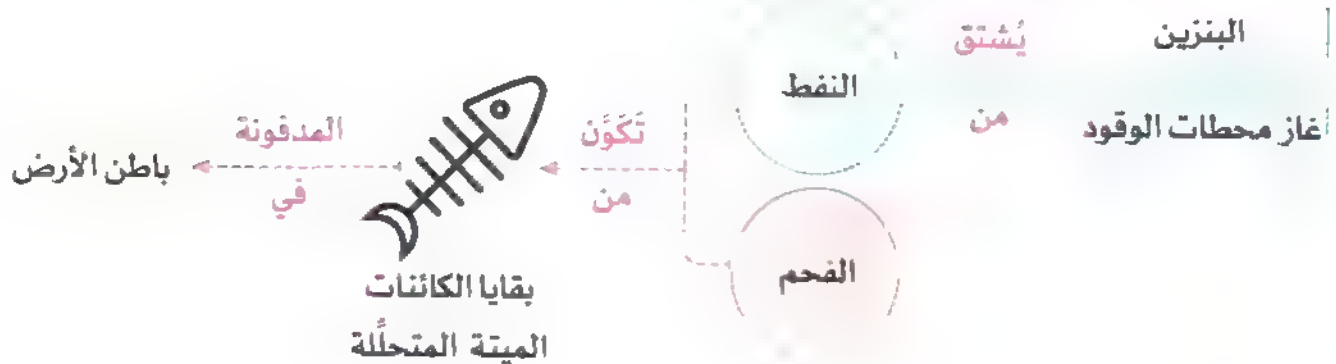 البنزين
غاز محطات الوقود
يُشتق
من
النفط
الفحم
تَكَوَّن
من
بقايا الكائنات
الميتة المتحلِّلة
المدفونة
في
باطن الأرض